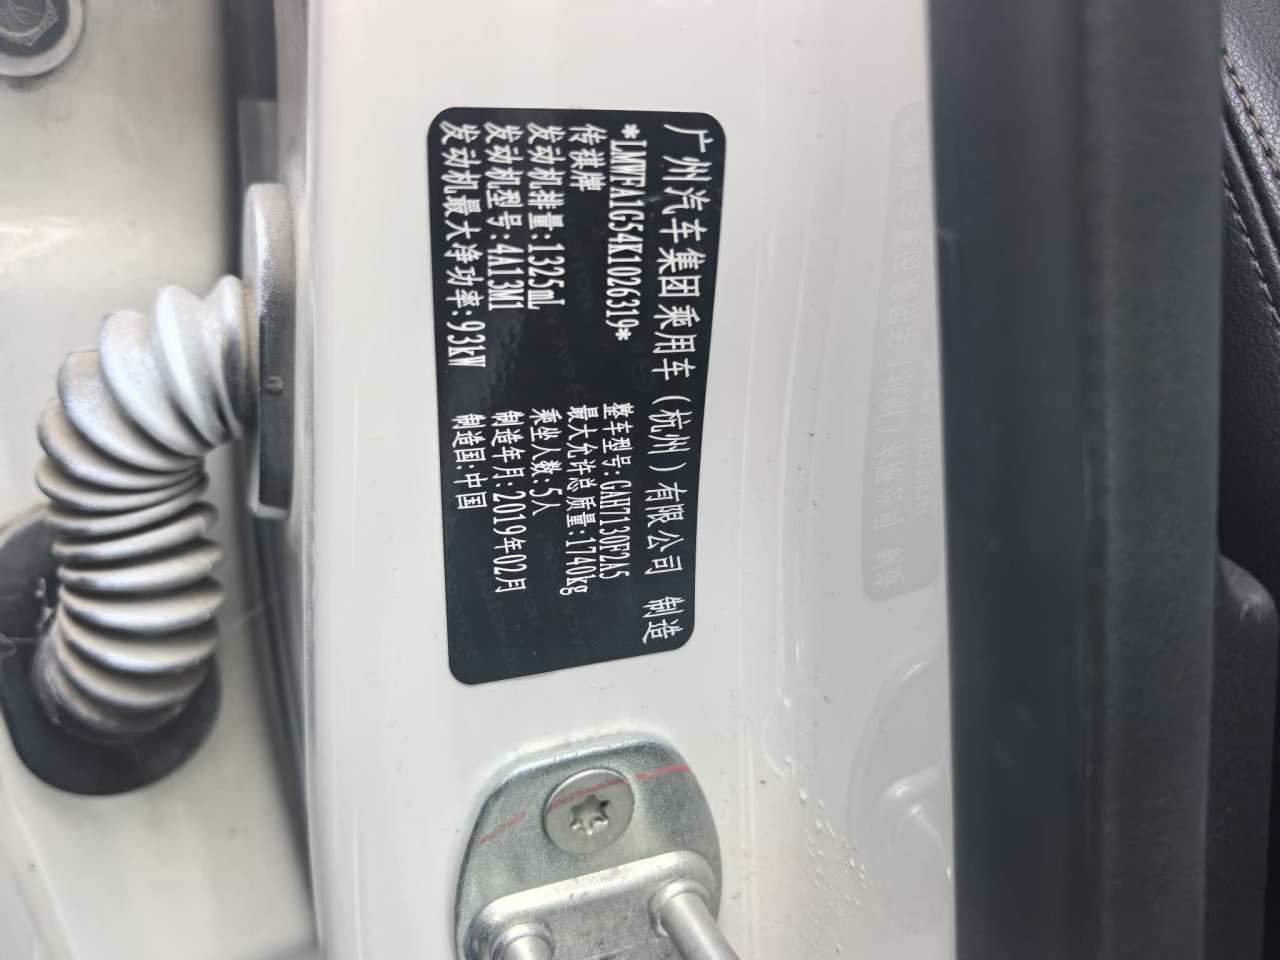 广州汽车集团乘用车（杭州）有限公司 制造
*LMWFA1G54K1026319* 整车型号:GAH7130F2A5
传祺牌 最大允许总质量:1740kg
发动机排量:1325mL 乘坐人数:5人
发动机型号:4A13M1 制造年月:2019年02月
发动机最大净功率:93kW 制造国:中国